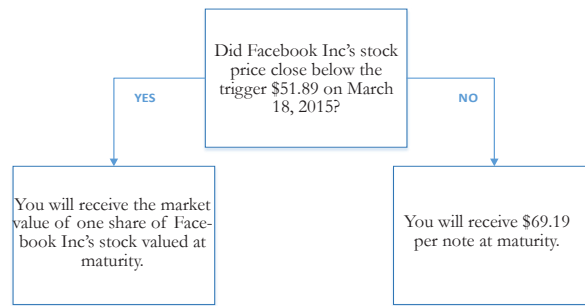 Did Facebook Inc's stock
price close below the
trigger $51.89 on March
18, 2015?
YES
NO
You will receive the market
value of one share of Face-
book Inc's stock valued at
maturity.
You will receive $69.19
per note at maturity.